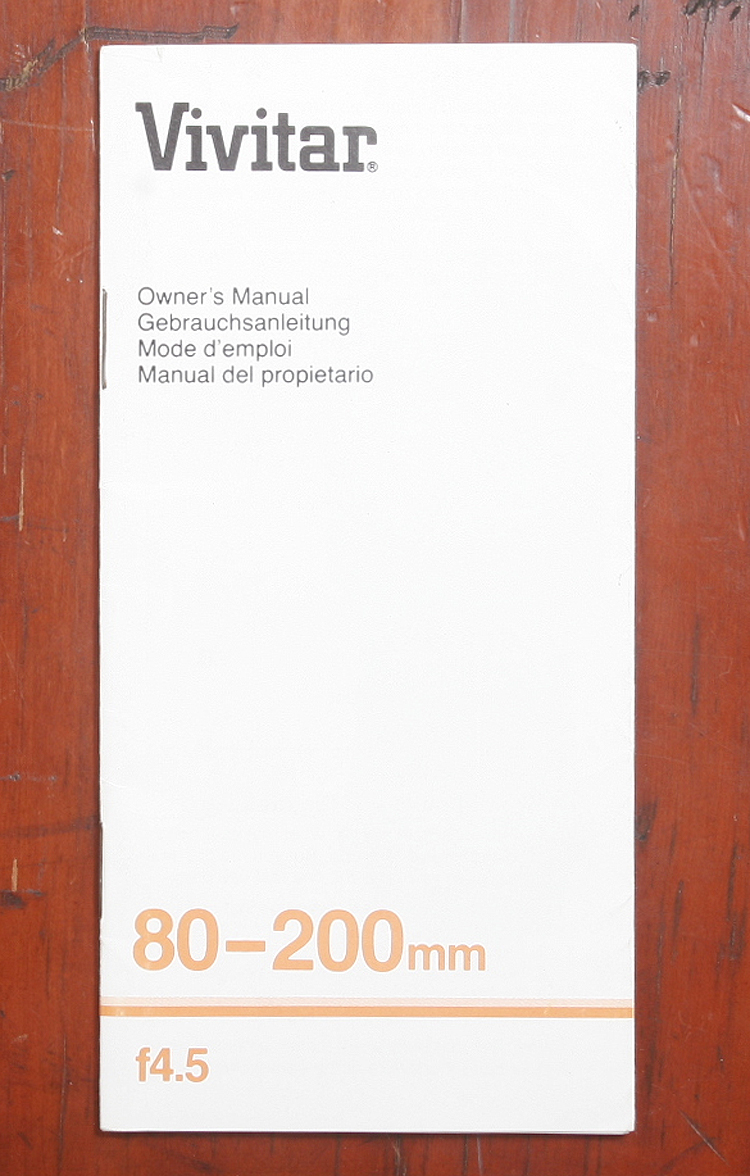 Vivitar®
Owner's Manual
Gebrauchsanleitung
Mode d'emploi
Manual del propietario
80–200mm
f4.5